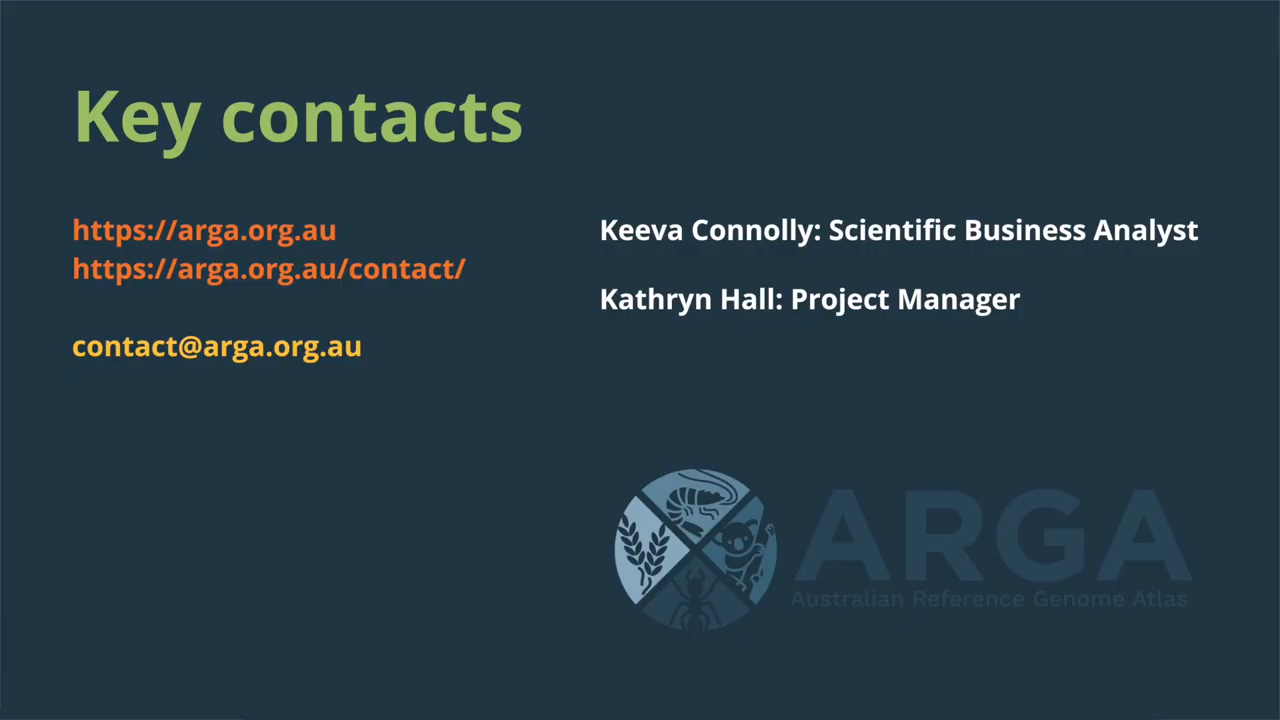 Key contacts
https://arga.org.au
https://arga.org.au/contact/
contact@arga.org.au
Keeva Connolly: Scientific Business Analyst
Kathryn Hall: Project Manager
ARGA
Australian Reference Genome Atlas